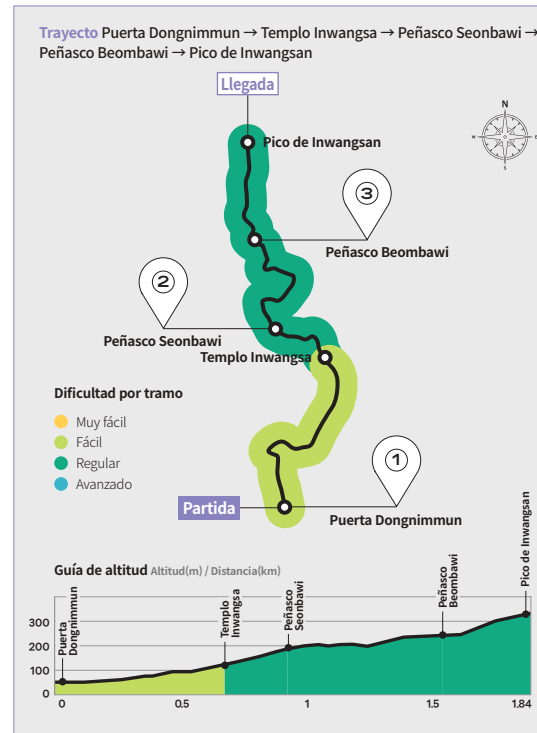 Trayecto Puerta Dongnimmun → Templo Inwangsa → Peñasco Seonbawi →
Peñasco Beombawi → Pico de Inwangsan
Llegada
N
W
E
S
Pico de Inwangsan
3
Peñasco Beombawi
2
Peñasco Seonbawi
Templo Inwangsa
Dificultad por tramo
Muy fácil
Fácil
Regular
Avanzado
1
Partida
Puerta Dongnimmun
Guía de altitud Altitud(m) / Distancia(km)
Puerta
Dongnimmun
Templo
Inwangsa
Peñasco
Seonbawi
Peñasco
Beombawi
Pico de Inwangsan
300
200
100
0
0
0.5
1
1.5
1.84